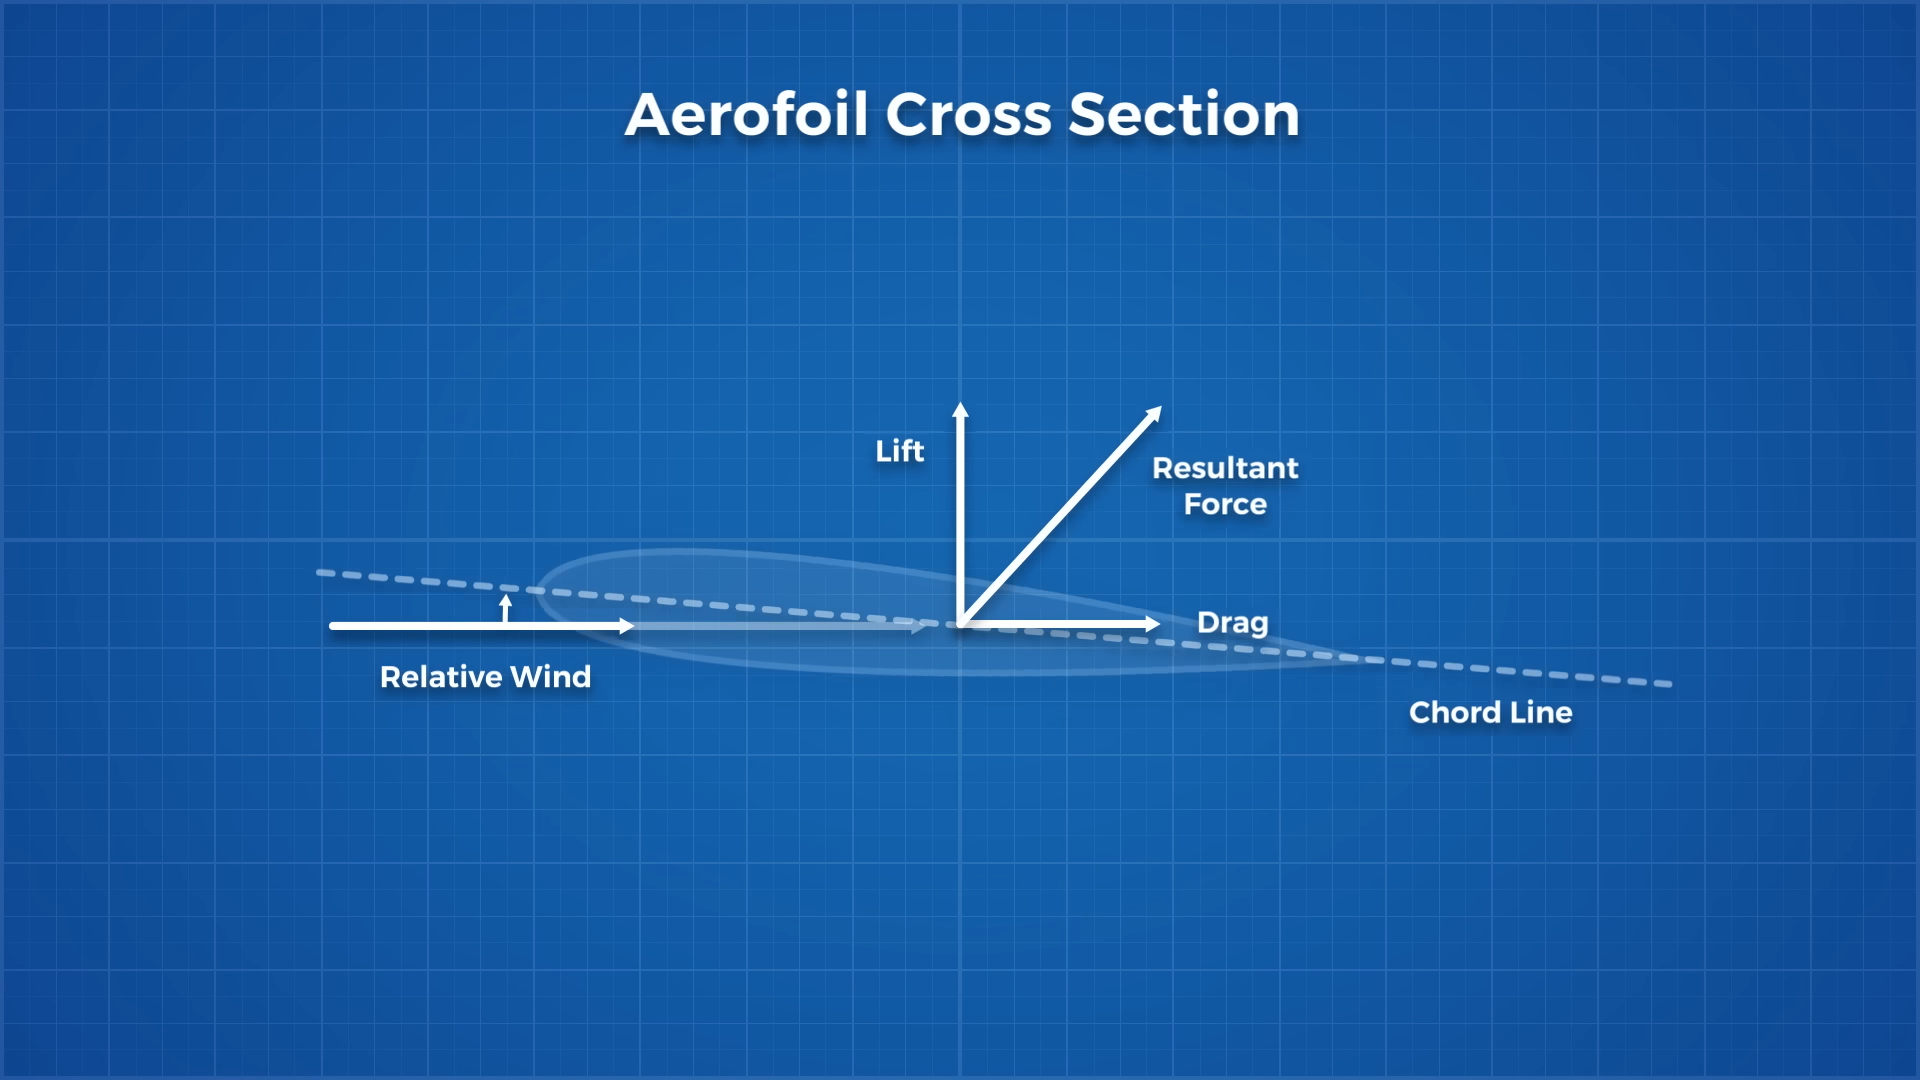 Aerofoil Cross Section
Lift
Resultant
Force
Drag
Relative Wind
Chord Line